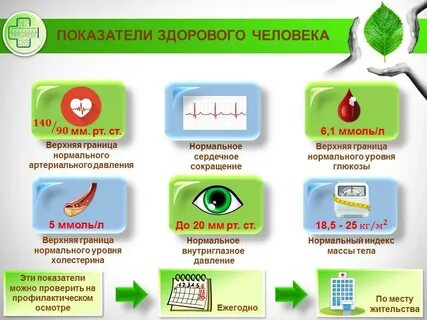 ПОКАЗАТЕЛИ ЗДОРОВОГО ЧЕЛОВЕКА
140/90 мм. рт. ст.
Верхняя граница
нормального
артериального давления
Нормальное
сердечное
сокращение
6,1 ммоль/л
Верхняя граница
нормального уровня
глюкозы
5 ммоль/л
Верхняя граница
нормального уровня
холестерина
До 20 мм рт. ст.
Нормальное
внутриглазное
давление
18,5 - 25 кг/м²
Нормальный индекс
массы тела
Эти показатели
можно проверить на
профилактическом
осмотре
Ежегодно
По месту
жительства